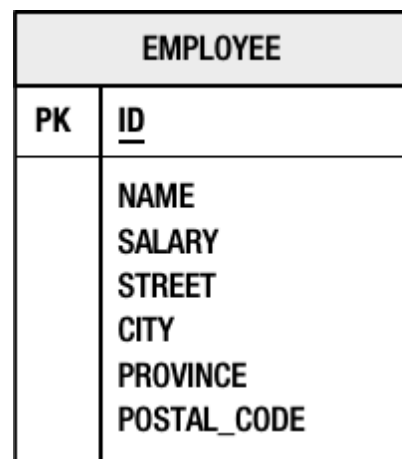 EMPLOYEE
PK ID
NAME
SALARY
STREET
CITY
PROVINCE
POSTAL_CODE